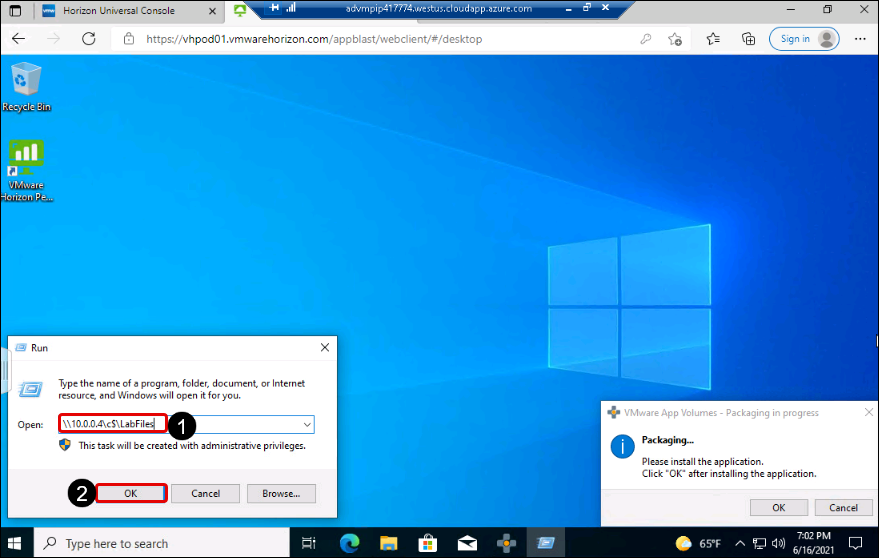 vmw Horizon Universal Console
advmpip417774.westus.cloudapp.azure.com
https://vhpod01.vmwarehorizon.com/appblast/webclient/#/desktop
Sign in
Recycle Bin
VMware
Horizon Pe...
Run
Type the name of a program, folder, document, or Internet
resource, and Windows will open it for you.
Open: \\10.0.0.4\c$\LabFiles 1
This task will be created with administrative privileges.
2 OK Cancel Browse...
VMware App Volumes - Packaging in progress
Packaging...
Please install the application.
Click "OK" after installing the application.
OK Cancel
Type here to search
65°F
7:02 PM
6/16/2021